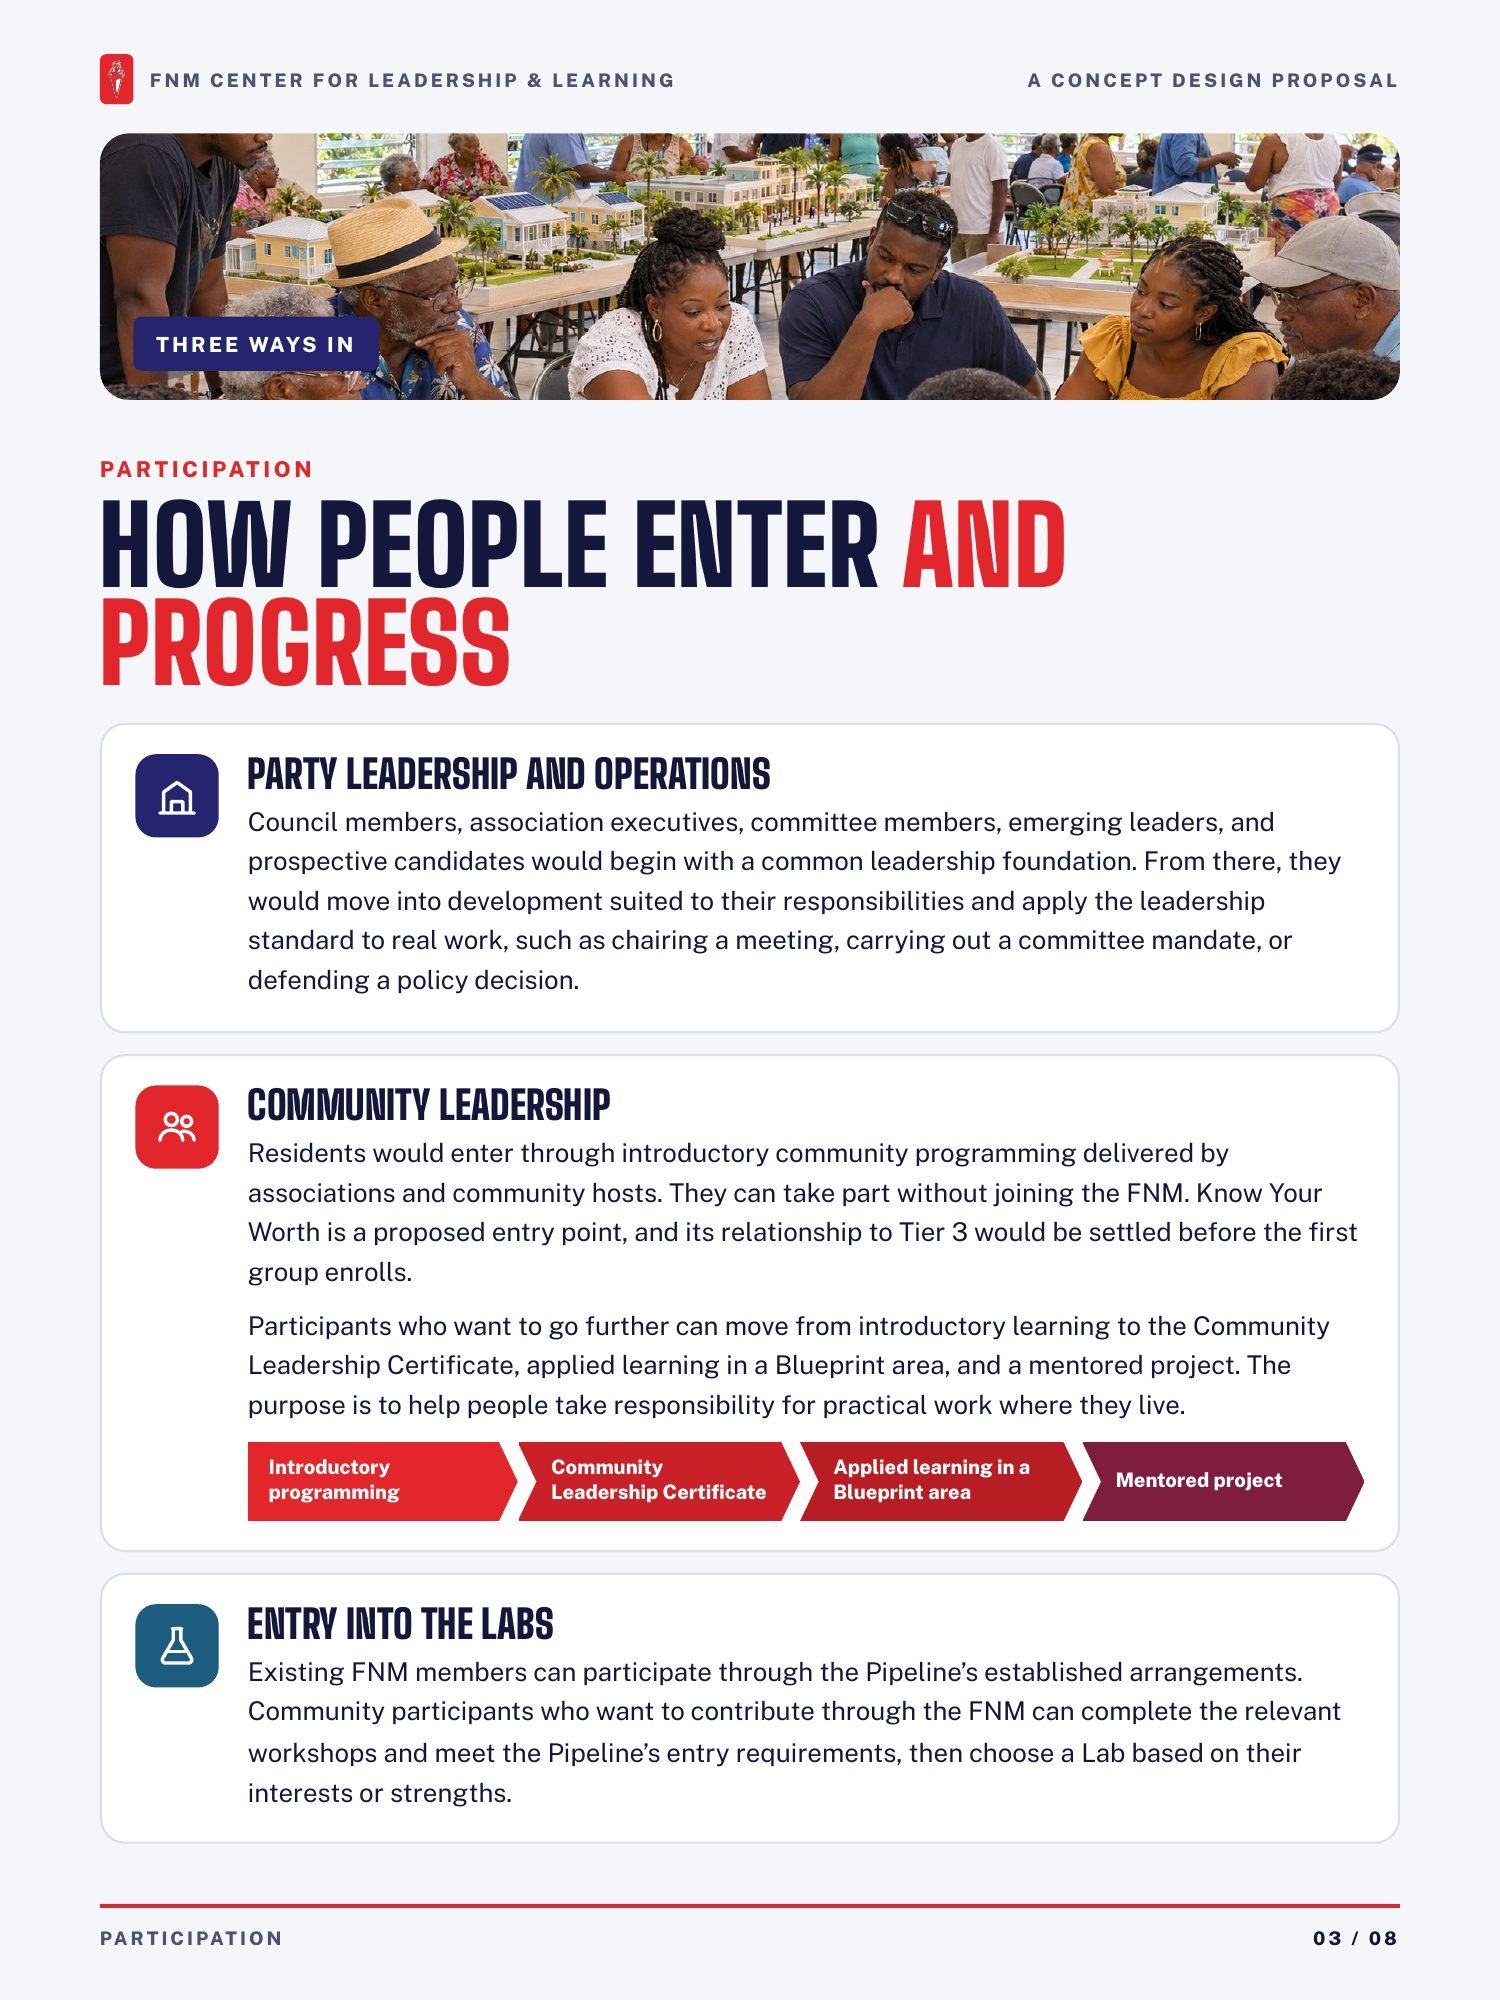 FNM CENTER FOR LEADERSHIP & LEARNING
A CONCEPT DESIGN PROPOSAL
THREE WAYS IN
PARTICIPATION
HOW PEOPLE ENTER AND
PROGRESS
PARTY LEADERSHIP AND OPERATIONS
Council members, association executives, committee members, emerging leaders, and
prospective candidates would begin with a common leadership foundation. From there, they
would move into development suited to their responsibilities and apply the leadership
standard to real work, such as chairing a meeting, carrying out a committee mandate, or
defending a policy decision.
COMMUNITY LEADERSHIP
Residents would enter through introductory community programming delivered by
associations and community hosts. They can take part without joining the FNM. Know Your
Worth is a proposed entry point, and its relationship to Tier 3 would be settled before the first
group enrolls.
Participants who want to go further can move from introductory learning to the Community
Leadership Certificate, applied learning in a Blueprint area, and a mentored project. The
purpose is to help people take responsibility for practical work where they live.
Introductory
programming
Community
Leadership Certificate
Applied learning in a
Blueprint area
Mentored project
ENTRY INTO THE LABS
Existing FNM members can participate through the Pipeline’s established arrangements.
Community participants who want to contribute through the FNM can complete the relevant
workshops and meet the Pipeline’s entry requirements, then choose a Lab based on their
interests or strengths.
PARTICIPATION
03 / 08